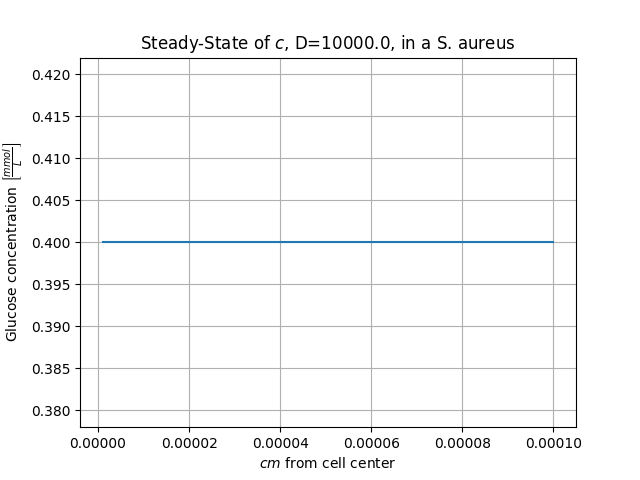 Steady-State of c, D=10000.0, in a S. aureus
Glucose concentration [mmol/L]
0.420
0.415
0.410
0.405
0.400
0.395
0.390
0.385
0.380
0.00000 0.00002 0.00004 0.00006 0.00008 0.00010
cm from cell center